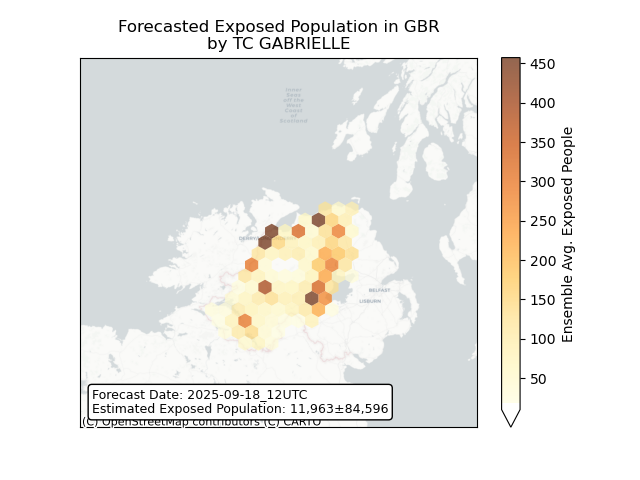 Forecasted Exposed Population in GBR
by TC GABRIELLE
Inner
Seas
off the
West
Coast
of
Scotland
BELFAST
LISBURN
450
400
350
300
250
200
150
100
50
Ensemble Avg. Exposed People
Forecast Date: 2025-09-18_12UTC
Estimated Exposed Population: 11,963±84,596
(C) OpenStreetMap contributors (C) CARTO